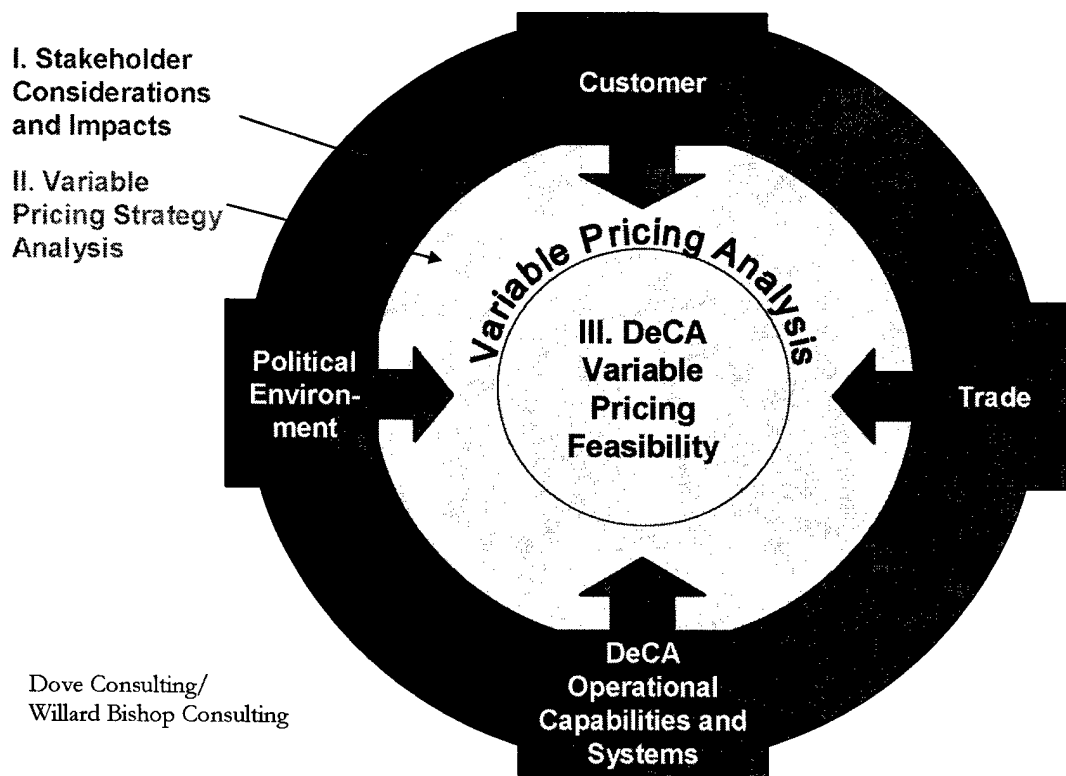 I. Stakeholder
Considerations
and Impacts
II. Variable
Pricing Strategy
Analysis
Customer
Variable Pricing Analysis
III. DeCA
Variable
Pricing
Feasibility
Political
Environ-
ment
Trade
DeCA
Operational
Capabilities and
Systems
Dove Consulting/
Willard Bishop Consulting